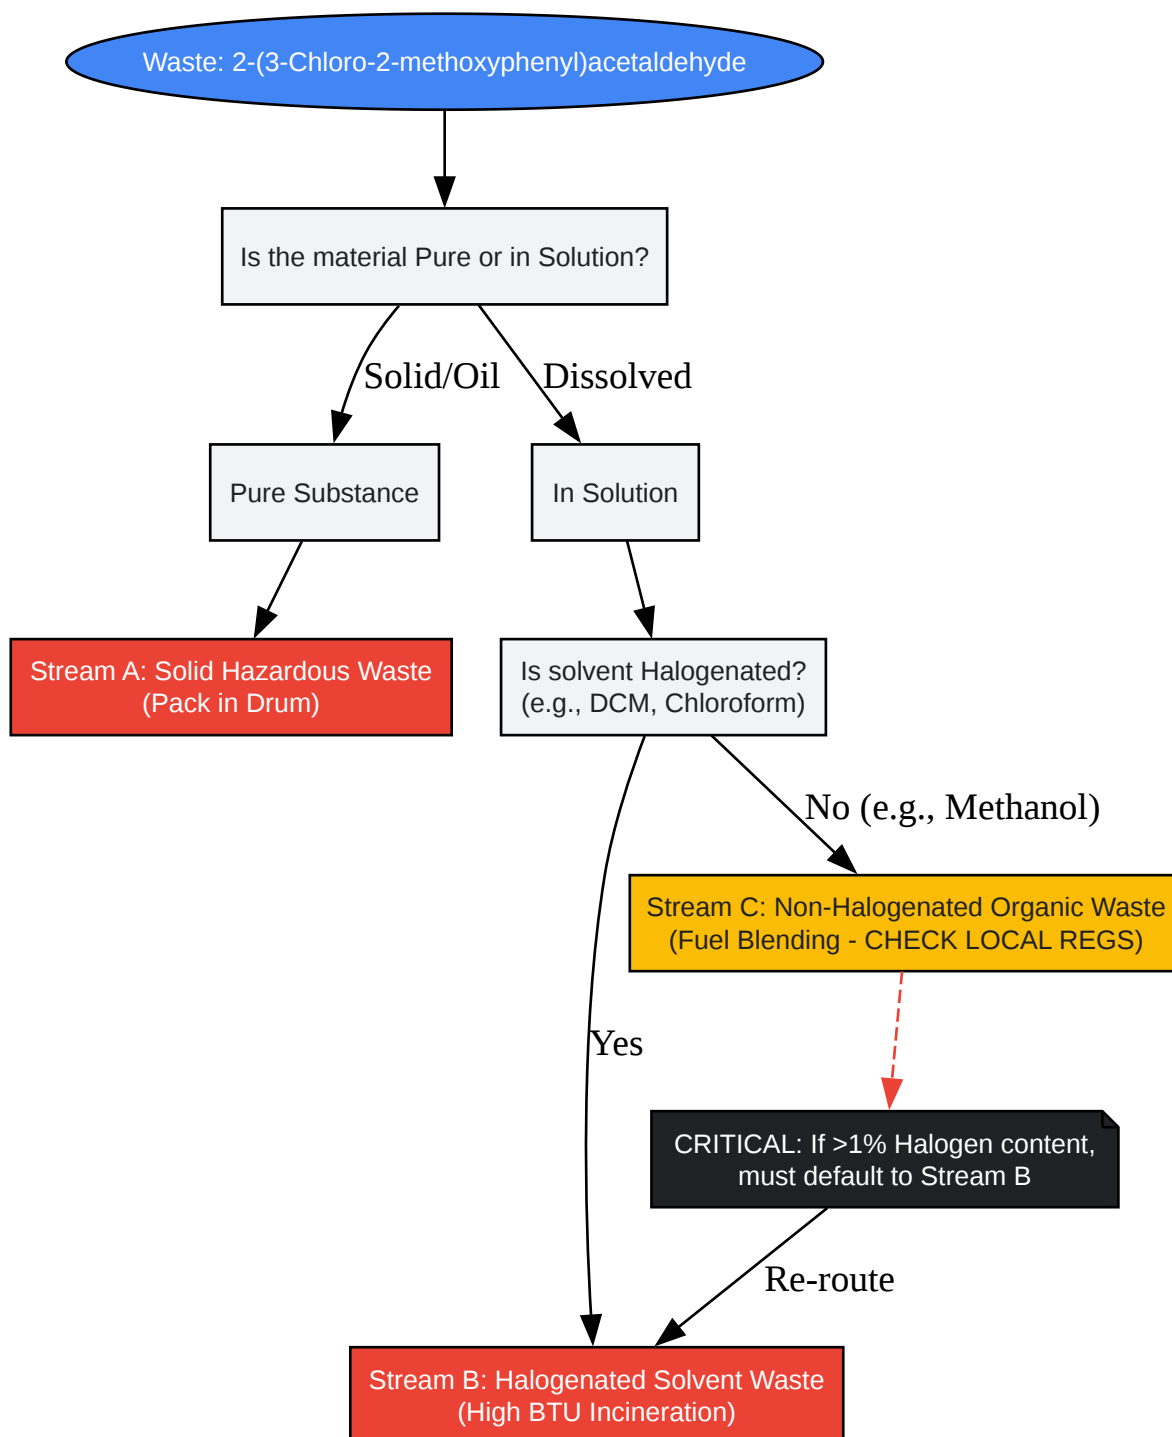 Waste: 2-(3-Chloro-2-methoxyphenyl)acetaldehyde
Is the material Pure or in Solution?
Solid/Oil
Dissolved
Pure Substance
In Solution
Stream A: Solid Hazardous Waste
(Pack in Drum)
Is solvent Halogenated?
(e.g., DCM, Chloroform)
No (e.g., Methanol)
Stream C: Non-Halogenated Organic Waste
(Fuel Blending - CHECK LOCAL REGS)
Yes
CRITICAL: If >1% Halogen content,
must default to Stream B
Re-route
Stream B: Halogenated Solvent Waste
(High BTU Incineration)